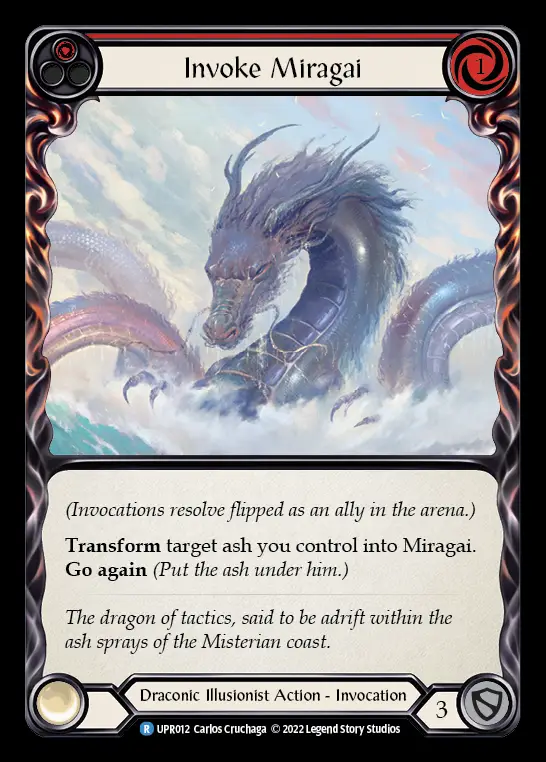 Invoke Miragai
1
(Invocations resolve flipped as an ally in the arena.)
Transform target ash you control into Miragai.
Go again (Put the ash under him.)
The dragon of tactics, said to be adrift within the
ash sprays of the Misterian coast.
Draconic Illusionist Action - Invocation
3
R UPR012 Carlos Cruchaga © 2022 Legend Story Studios